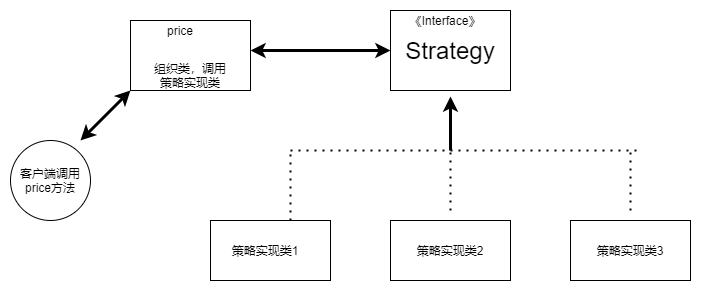 price
组织类，调用
策略实现类
《Interface》
Strategy
客户端调用
price方法
策略实现类1
策略实现类2
策略实现类3